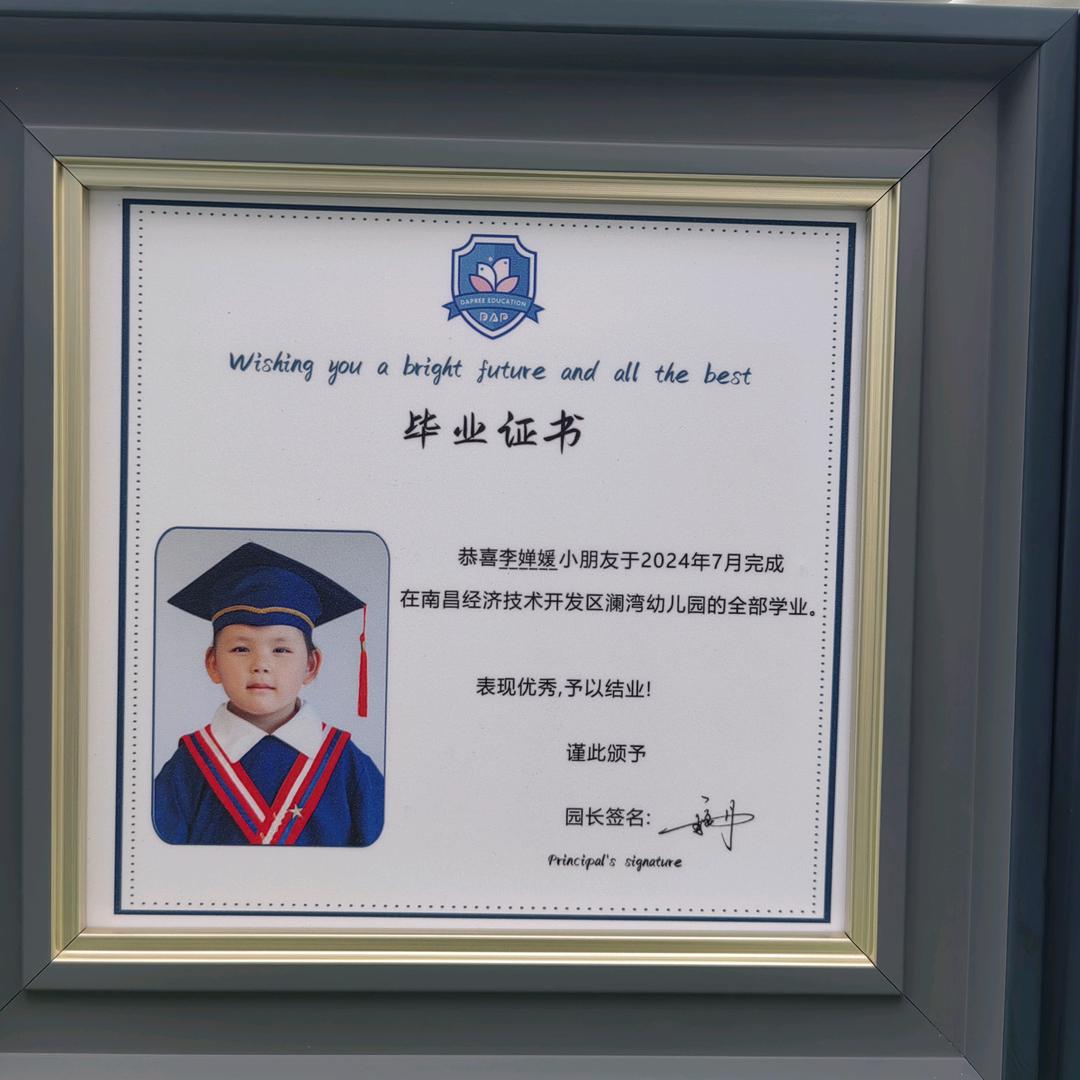 DAPREE EDUCATION
DAP
Wishing you a bright future and all the best
毕业证书
恭喜李婵媛小朋友于2024年7月完成
在南昌经济技术开发区澜湾幼儿园的全部学业。
表现优秀,予以结业!
谨此颁予
园长签名:
Principal's signature